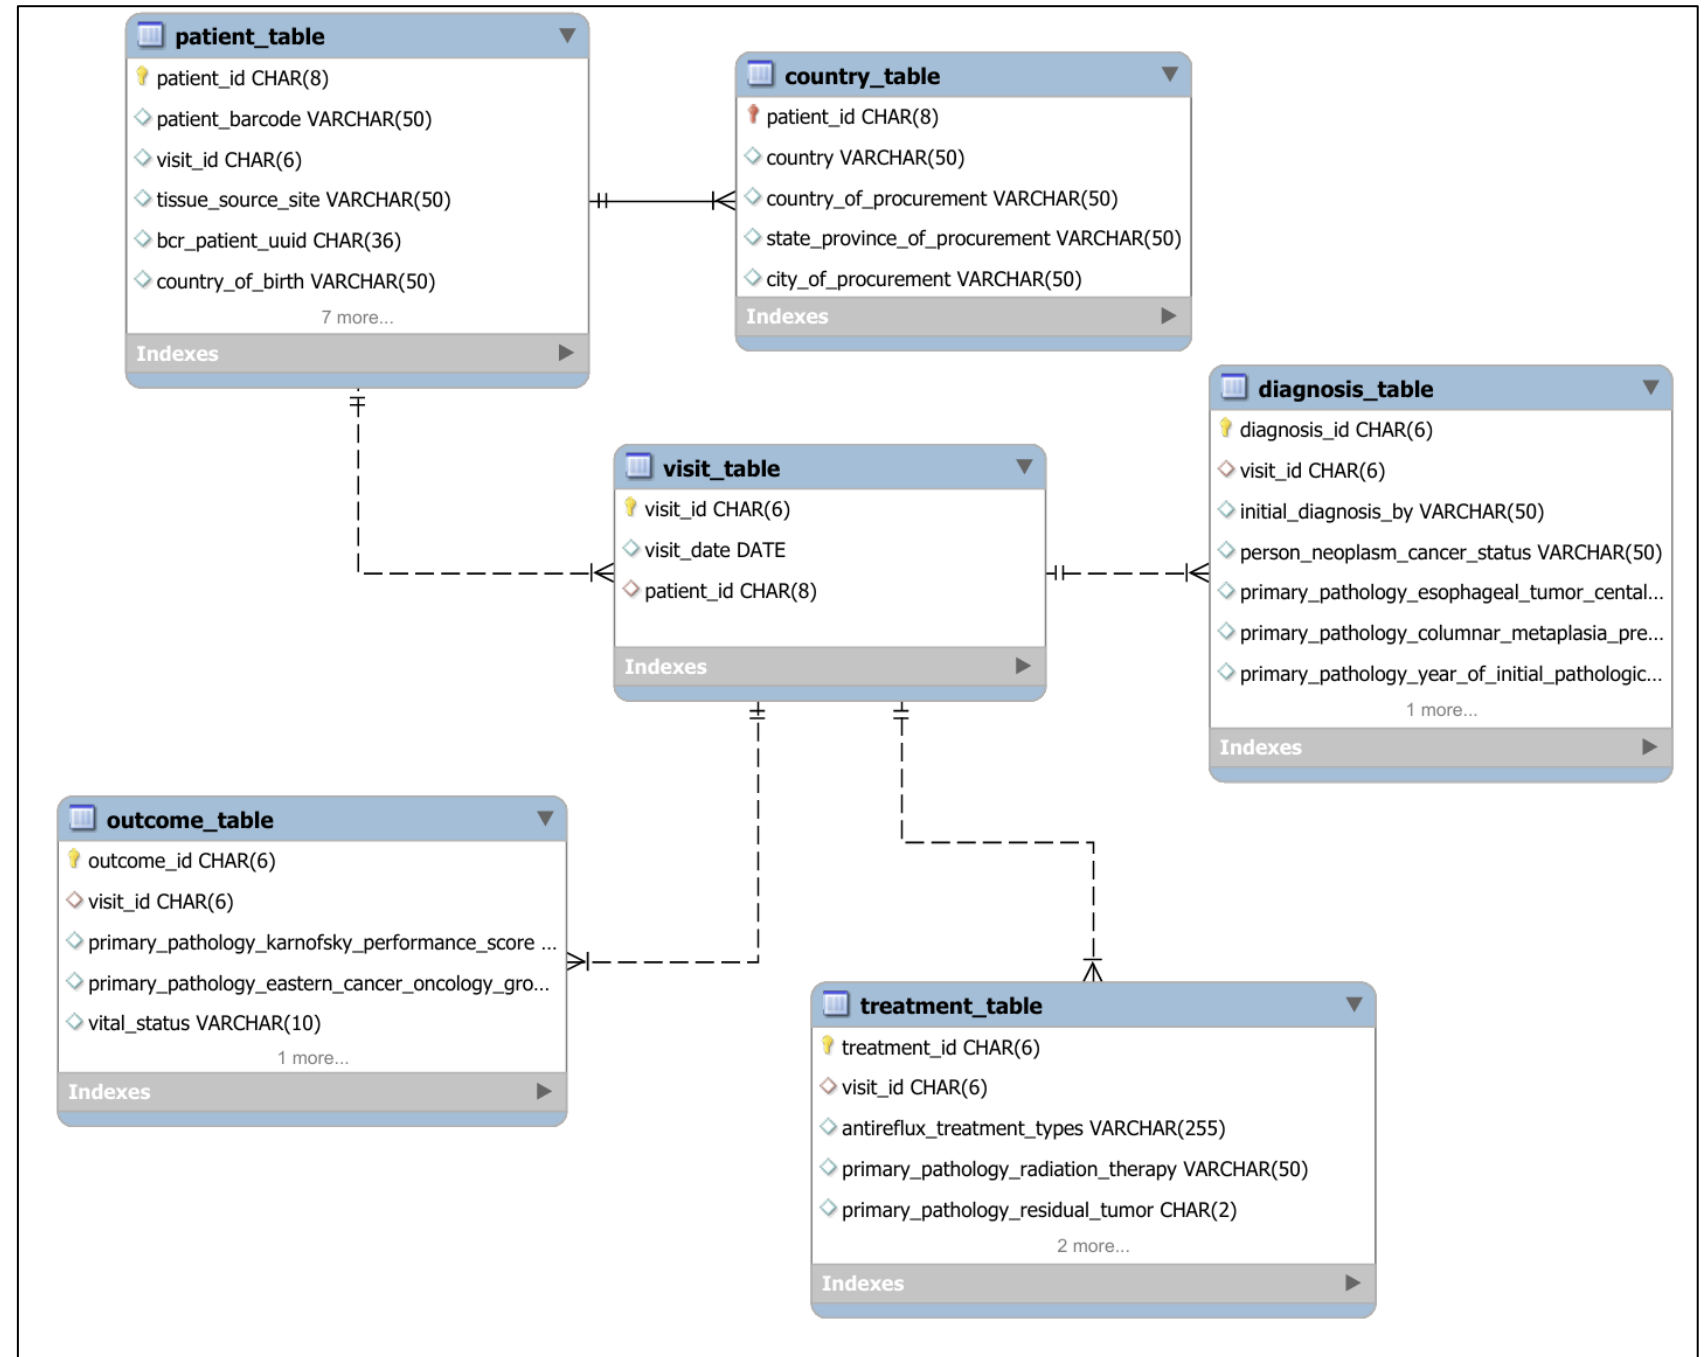 patient_table
patient_id CHAR(8)
patient_barcode VARCHAR(50)
visit_id CHAR(6)
tissue_source_site VARCHAR(50)
bcr_patient_uuid CHAR(36)
country_of_birth VARCHAR(50)
7 more...
Indexes
country_table
patient_id CHAR(8)
country VARCHAR(50)
country_of_procurement VARCHAR(50)
state_province_of_procurement VARCHAR(50)
city_of_procurement VARCHAR(50)
Indexes
diagnosis_table
diagnosis_id CHAR(6)
visit_id CHAR(6)
initial_diagnosis_by VARCHAR(50)
person_neoplasm_cancer_status VARCHAR(50)
primary_pathology_esophageal_tumor_cental...
primary_pathology_columnar_metaplasia_pre...
primary_pathology_year_of_initial_pathologic...
1 more...
Indexes
visit_table
visit_id CHAR(6)
visit_date DATE
patient_id CHAR(8)
Indexes
outcome_table
outcome_id CHAR(6)
visit_id CHAR(6)
primary_pathology_karnofsky_performance_score ...
primary_pathology_eastern_cancer_oncology_gro...
vital_status VARCHAR(10)
1 more...
Indexes
treatment_table
treatment_id CHAR(6)
visit_id CHAR(6)
antireflux_treatment_types VARCHAR(255)
primary_pathology_radiation_therapy VARCHAR(50)
primary_pathology_residual_tumor CHAR(2)
2 more...
Indexes